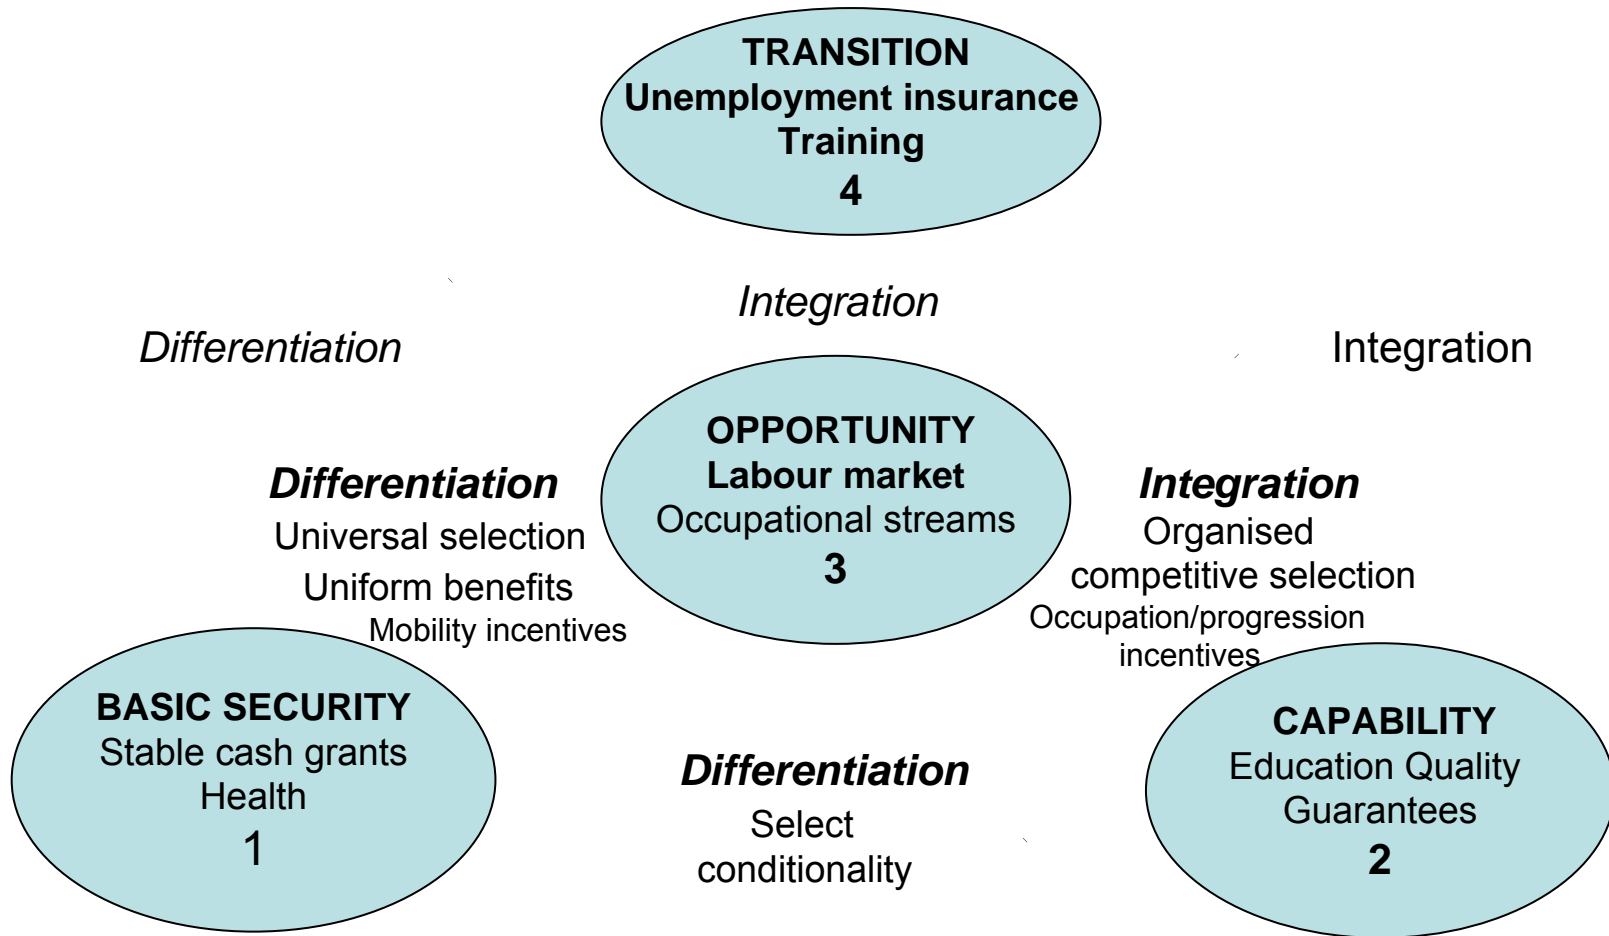 TRANSITION
Unemployment insurance
Training
4
Integration
Differentiation
Integration
OPPORTUNITY
Labour market
Occupational streams
3
Differentiation
Universal selection
Uniform benefits
Mobility incentives
Integration
Organised
competitive selection
Occupation/progression
incentives
BASIC SECURITY
Stable cash grants
Health
1
Differentiation
Select
conditionality
CAPABILITY
Education Quality
Guarantees
2